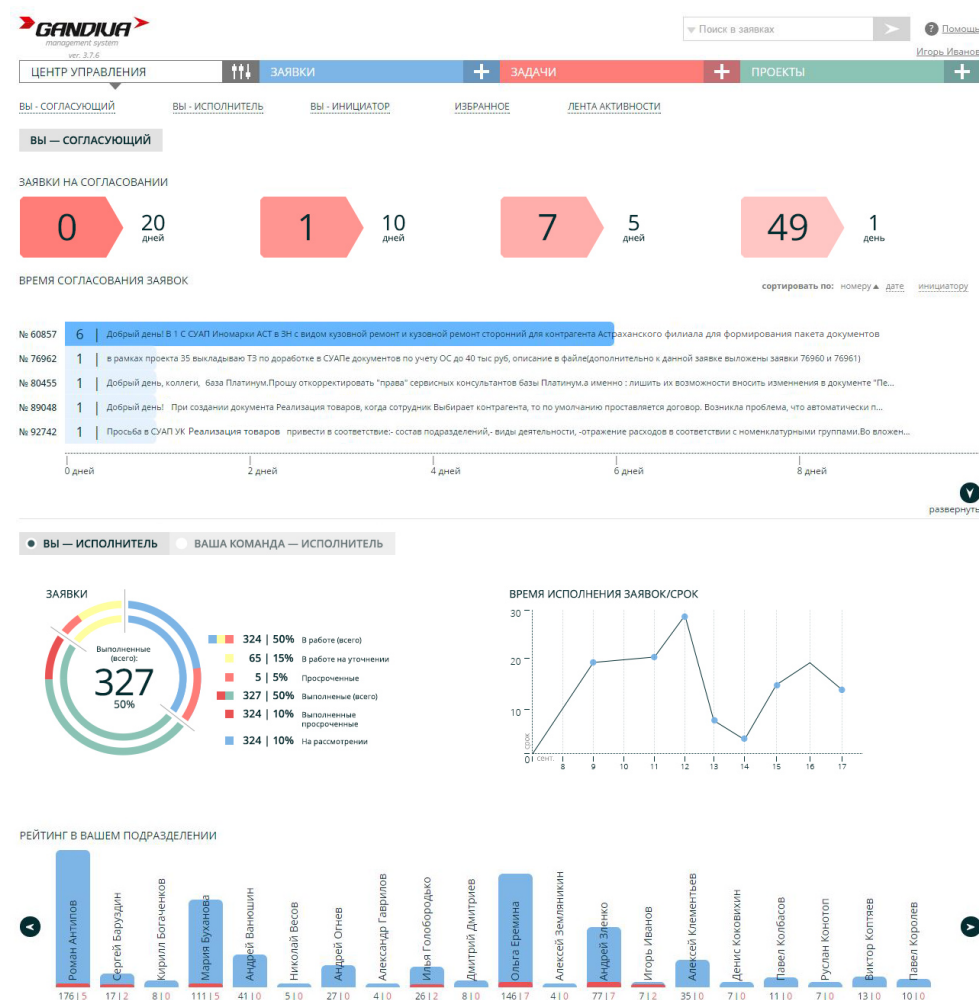 GANDIVA
management system
ver. 3.7.6
Поиск в заявках
? Помощь
Игорь Иванов
ЦЕНТР УПРАВЛЕНИЯ
ЗАЯВКИ
ЗАДАЧИ
ПРОЕКТЫ
ВЫ - СОГЛАСУЮЩИЙ
ВЫ - ИСПОЛНИТЕЛЬ
ВЫ - ИНИЦИАТОР
ИЗБРАННОЕ
ЛЕНТА АКТИВНОСТИ
ВЫ — СОГЛАСУЮЩИЙ
ЗАЯВКИ НА СОГЛАСОВАНИИ
0 20 дней
1 10 дней
7 5 дней
49 1 день
ВРЕМЯ СОГЛАСОВАНИЯ ЗАЯВОК
сортировать по: номеру дате инициатору
№ 60857 6 | Добрый день! В 1 С СУАП Иномарки АСТ в ЗН с видом кузовной ремонт и кузовной ремонт сторонний для контрагента Астраханского филиала для формирования пакета документов
№ 76962 1 | в рамках проекта 35 выкладываю ТЗ по доработке в СУАПе документов по учету ОС до 40 тыс руб, описание в файле(дополнительно к данной заявке выложены заявки 76960 и 76961)
№ 80455 1 | Добрый день, коллеги, база Платинум.Прошу откорректировать "права" сервисных консультантов базы Платинум.а именно : лишить их возможности вносить изменнения в документе "Пе...
№ 89048 1 | Добрый день! При создании документа Реализация товаров, когда сотрудник Выбирает контрагента, то по умолчанию проставляется договор. Возникла проблема, что автоматически п...
№ 92742 1 | Просьба в СУАП УК Реализация товаров привести в соответствие:- состав подразделений,- виды деятельности, -отражение расходов в соответствии с номенклатурными группами.Во вложен...
0 дней 2 дней 4 дней 6 дней 8 дней
развернуть
ВЫ — ИСПОЛНИТЕЛЬ
ВАША КОМАНДА — ИСПОЛНИТЕЛЬ
ЗАЯВКИ
Выполненные
(всего):
327
50%
324 | 50% В работе (всего)
65 | 15% В работе на уточнении
5 | 5% Просроченные
327 | 50% Выполненые (всего)
324 | 10% Выполненные
просроченные
324 | 10% На рассмотрении
ВРЕМЯ ИСПОЛНЕНИЯ ЗАЯВОК/СРОК
30
20
10
срок
0
сент. 8 9 10 11 12 13 14 15 16 17
РЕЙТИНГ В ВАШЕМ ПОДРАЗДЕЛЕНИИ
Роман Антипов
Сергей Баруздин
Кирилл Богаченков
Мария Буханова
Андрей Ванюшин
Николай Весов
Андрей Огнев
Александр Гаврилов
Илья Голобородько
Дмитрий Дмитриев
Ольга Еремина
Алексей Земляникин
Андрей Зленко
Игорь Иванов
Алексей Клементьев
Денис Коковихин
Павел Колбасов
Руслан Конотоп
Виктор Коптяев
Павел Королев
176 | 5 17 | 2 8 | 0 111 | 5 41 | 0 5 | 0 27 | 0 4 | 0 26 | 2 8 | 0 146 | 7 4 | 0 77 | 7 7 | 2 35 | 0 7 | 0 11 | 0 7 | 0 13 | 0 10 | 0